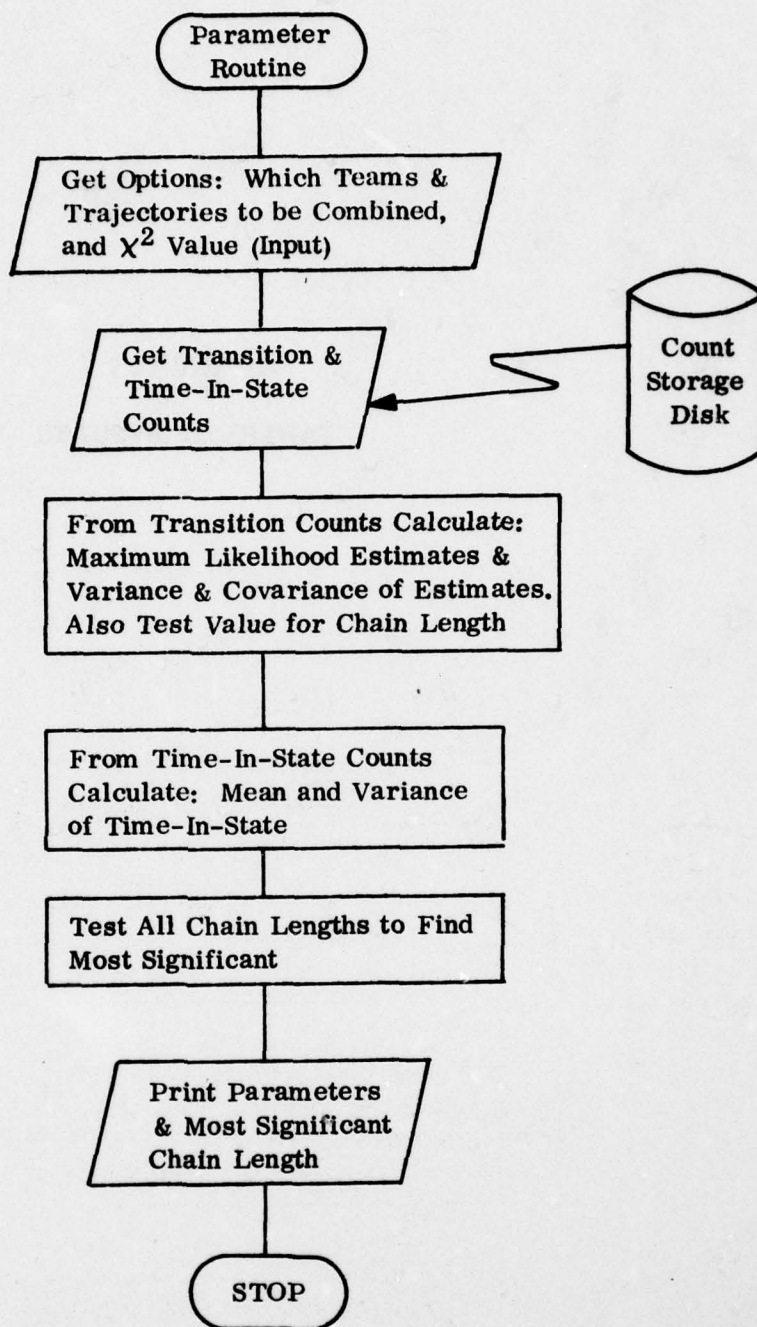 Parameter
Routine
Get Options: Which Teams &
Trajectories to be Combined,
and χ² Value (Input)
Get Transition &
Time-In-State
Counts
Count
Storage
Disk
From Transition Counts Calculate:
Maximum Likelihood Estimates &
Variance & Covariance of Estimates.
Also Test Value for Chain Length
From Time-In-State Counts
Calculate: Mean and Variance
of Time-In-State
Test All Chain Lengths to Find
Most Significant
Print Parameters
& Most Significant
Chain Length
STOP